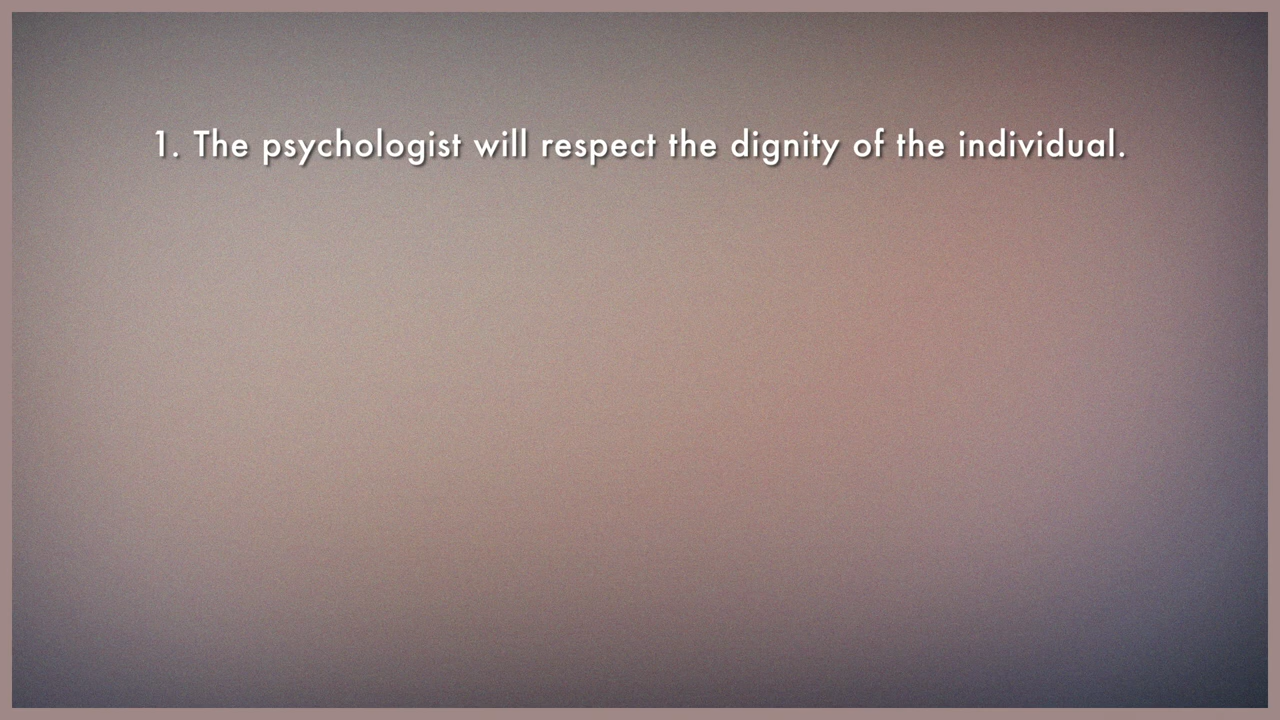 1. The psychologist will respect the dignity of the individual.